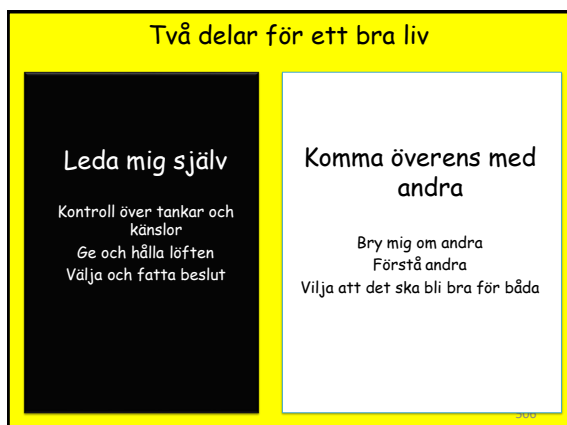 Två delar för ett bra liv
Leda mig själv
Kontroll över tankar och
känslor
Ge och hålla löften
Välja och fatta beslut
Komma överens med
andra
Bry mig om andra
Förstå andra
Vilja att det ska bli bra för båda